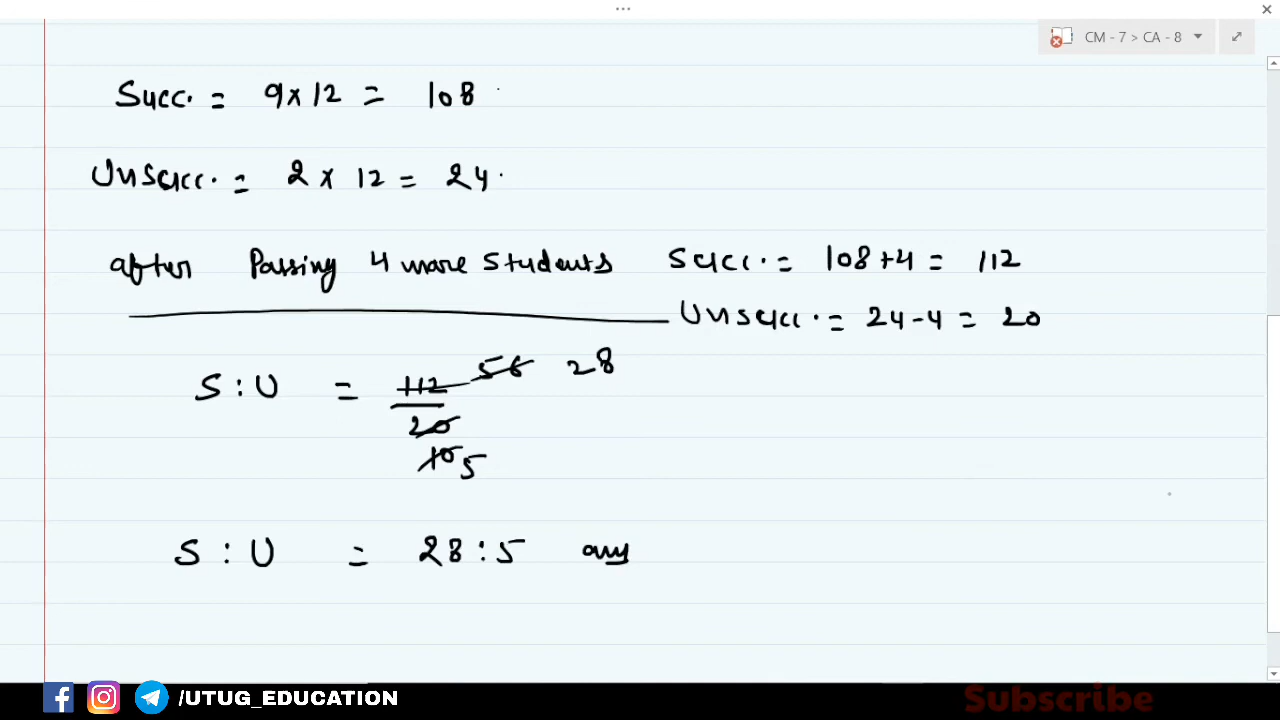 CM - 7 > CA - 8
Succ. = 9x12 = 108
Unsucc. = 2 x 12 = 24
after Passing 4 more Students Succ. = 108+4 = 112
Unsucc. = 24-4 = 20
S : U = 112 56 28
20
10 5
S : U = 28 : 5 ans
/UTUG_EDUCATION
Subscribe